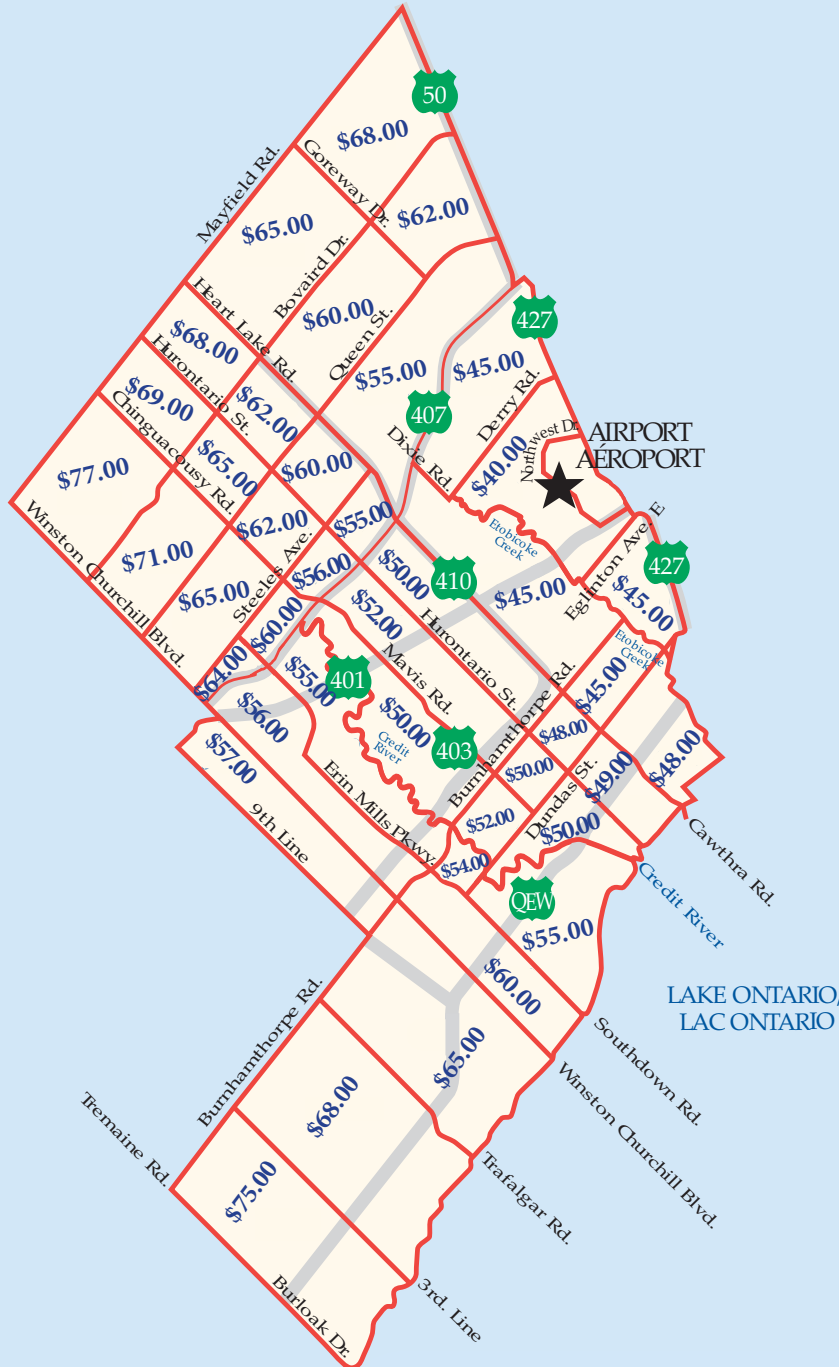 50
$68.00
Goreway Dr.
Mayfield Rd.
$65.00
$62.00
Bovaird Dr.
Heart Lake Rd.
$60.00
Queen St.
427
$68.00
Hurontario St.
$55.00
$45.00
$69.00
$62.00
407
Derry Rd.
Chinguacousy Rd.
Dixie Rd.
Northwest Dr.
AIRPORT
AÉROPORT
$77.00
$65.00
$60.00
$40.00
Winston Churchill Blvd.
$62.00
$55.00
Etobicoke
Creek
$71.00
Steeles Ave.
$56.00
$50.00
410
$45.00
Eglinton Ave. E
427
$65.00
$60.00
$52.00
Hurontario St.
$45.00
Etobicoke
Creek
$64.00
$55.00
401
Mavis Rd.
Burnhamthorpe Rd.
$45.00
$56.00
$50.00
Credit
River
403
$48.00
$57.00
$50.00
Dundas St.
$49.00
$48.00
Erin Mills Pkwy.
$52.00
$50.00
9th Line
$54.00
Cawthra Rd.
QEW
Credit River
$55.00
$60.00
LAKE ONTARIO/
LAC ONTARIO
Burnhamthorpe Rd.
Southdown Rd.
$65.00
Winston Churchill Blvd.
$68.00
Tremaine Rd.
Trafalgar Rd.
$75.00
3rd. Line
Burloak Dr.